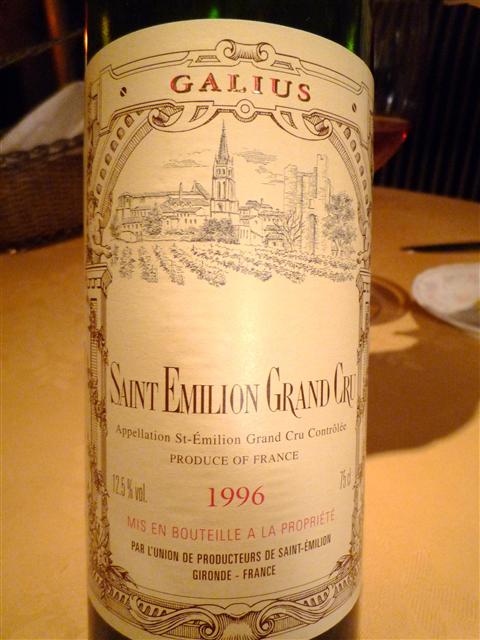 GALIUS
SAINT EMILION GRAND CRU
Appellation St-Émilion Grand Cru Contrôlée
PRODUCE OF FRANCE
12.5 % vol. 1996 75 cl
MIS EN BOUTEILLE A LA PROPRIÉTÉ
PAR L'UNION DE PRODUCTEURS DE SAINT-ÉMILION
GIRONDE - FRANCE